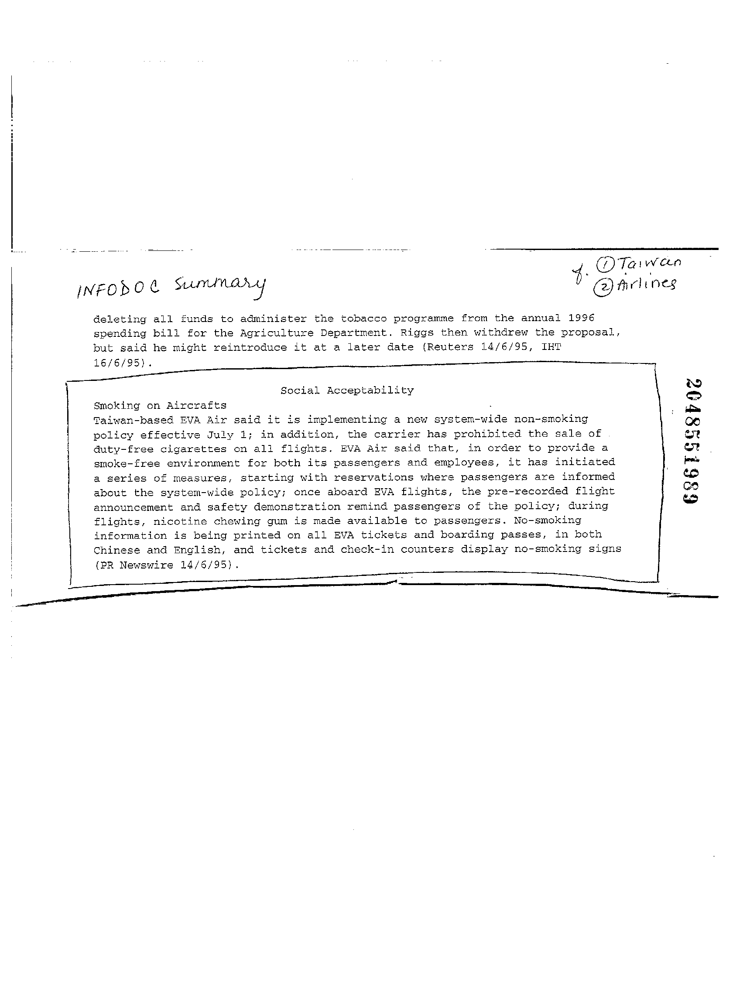 INFODOC Summary
f. ① Taiwan
② Airlines
deleting all funds to administer the tobacco programme from the annual 1996
spending bill for the Agriculture Department. Riggs then withdrew the proposal,
but said he might reintroduce it at a later date (Reuters 14/6/95, IHT
16/6/95).
Social Acceptability
Smoking on Aircrafts
Taiwan-based EVA Air said it is implementing a new system-wide non-smoking
policy effective July 1; in addition, the carrier has prohibited the sale of
duty-free cigarettes on all flights. EVA Air said that, in order to provide a
smoke-free environment for both its passengers and employees, it has initiated
a series of measures, starting with reservations where passengers are informed
about the system-wide policy; once aboard EVA flights, the pre-recorded flight
announcement and safety demonstration remind passengers of the policy; during
flights, nicotine chewing gum is made available to passengers. No-smoking
information is being printed on all EVA tickets and boarding passes, in both
Chinese and English, and tickets and check-in counters display no-smoking signs
(PR Newswire 14/6/95).
2048551989